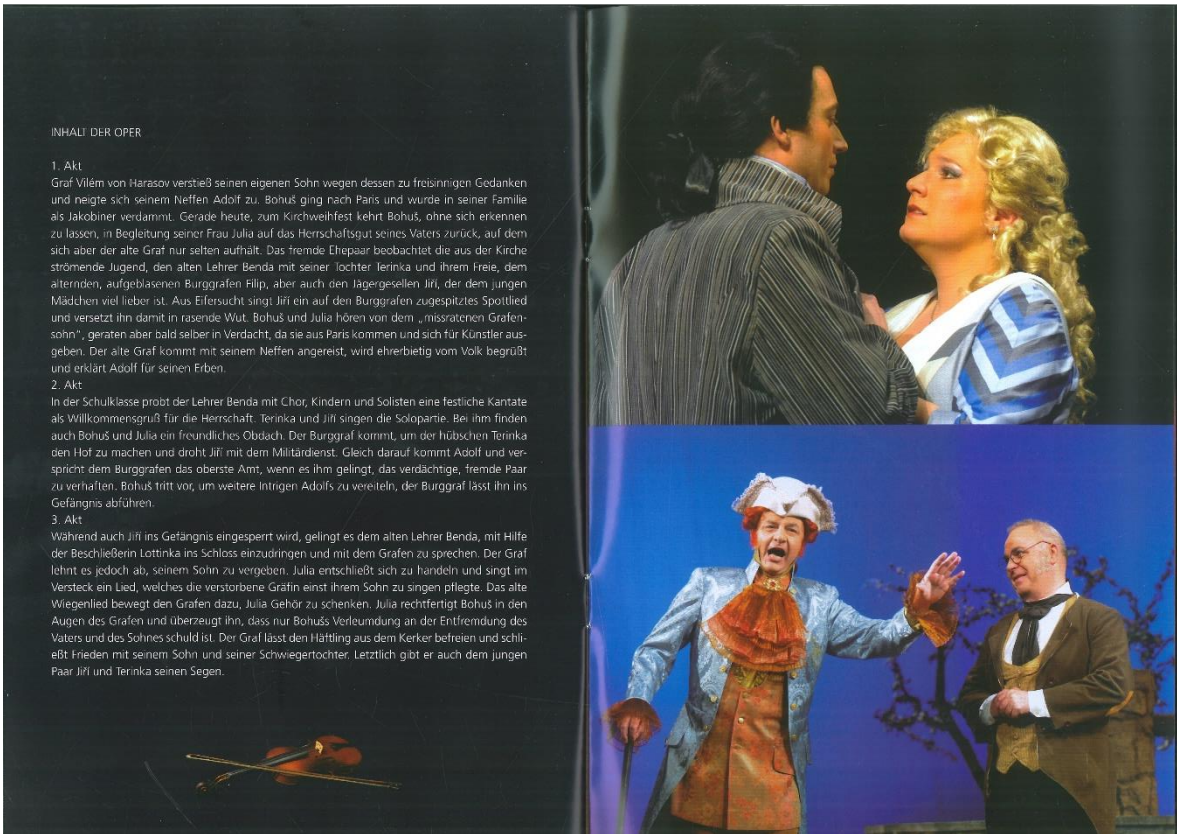 INHALT DER OPER
1. Akt
Graf Vilém von Harasov verstieß seinen eigenen Sohn wegen dessen zu freisinnigen Gedanken
und neigte sich seinem Neffen Adolf zu. Bohuš ging nach Paris und wurde in seiner Familie
als Jakobiner verdammt. Gerade heute, zum Kirchweihfest kehrt Bohuš, ohne sich erkennen
zu lassen, in Begleitung seiner Frau Julia auf das Herrschaftsgut seines Vaters zurück, auf dem
sich aber der alte Graf nur selten aufhält. Das fremde Ehepaar beobachtet die aus der Kirche
strömende Jugend, den alten Lehrer Benda mit seiner Tochter Terinka und ihrem Freie, dem
alternden, aufgeblasenen Burggrafen Filip, aber auch den Jägergesellen Jiří, der dem jungen
Mädchen viel lieber ist. Aus Eifersucht singt Jiří ein auf den Burggrafen zugespitztes Spottlied
und versetzt ihn damit in rasende Wut. Bohuš und Julia hören von dem „missratenen Grafen-
sohn“, geraten aber bald selber in Verdacht, da sie aus Paris kommen und sich für Künstler aus-
geben. Der alte Graf kommt mit seinem Neffen angereist, wird ehrerbietig vom Volk begrüßt
und erklärt Adolf für seinen Erben.
2. Akt
In der Schulklasse probt der Lehrer Benda mit Chor, Kindern und Solisten eine festliche Kantate
als Willkommensgruß für die Herrschaft. Terinka und Jiří singen die Solopartie. Bei ihm finden
auch Bohuš und Julia ein freundliches Obdach. Der Burggraf kommt, um der hübschen Terinka
den Hof zu machen und droht Jiří mit dem Militärdienst. Gleich darauf kommt Adolf und ver-
spricht dem Burggrafen das oberste Amt, wenn es ihm gelingt, das verdächtige, fremde Paar
zu verhaften. Bohuš tritt vor, um weitere Intrigen Adolfs zu vereiteln, der Burggraf lässt ihn ins
Gefängnis abführen.
3. Akt
Während auch Jiří ins Gefängnis eingesperrt wird, gelingt es dem alten Lehrer Benda, mit Hilfe
der Beschließerin Lottinka ins Schloss einzudringen und mit dem Grafen zu sprechen. Der Graf
lehnt es jedoch ab, seinem Sohn zu vergeben. Julia entschließt sich zu handeln und singt im
Versteck ein Lied, welches die verstorbene Gräfin einst ihrem Sohn zu singen pflegte. Das alte
Wiegenlied bewegt den Grafen dazu, Julia Gehör zu schenken. Julia rechtfertigt Bohuš in den
Augen des Grafen und überzeugt ihn, dass nur Bohušs Verleumdung an der Entfremdung des
Vaters und des Sohnes schuld ist. Der Graf lässt den Häftling aus dem Kerker befreien und schli-
eßt Frieden mit seinem Sohn und seiner Schwiegertochter. Letztlich gibt er auch dem jungen
Paar Jiří und Terinka seinen Segen.